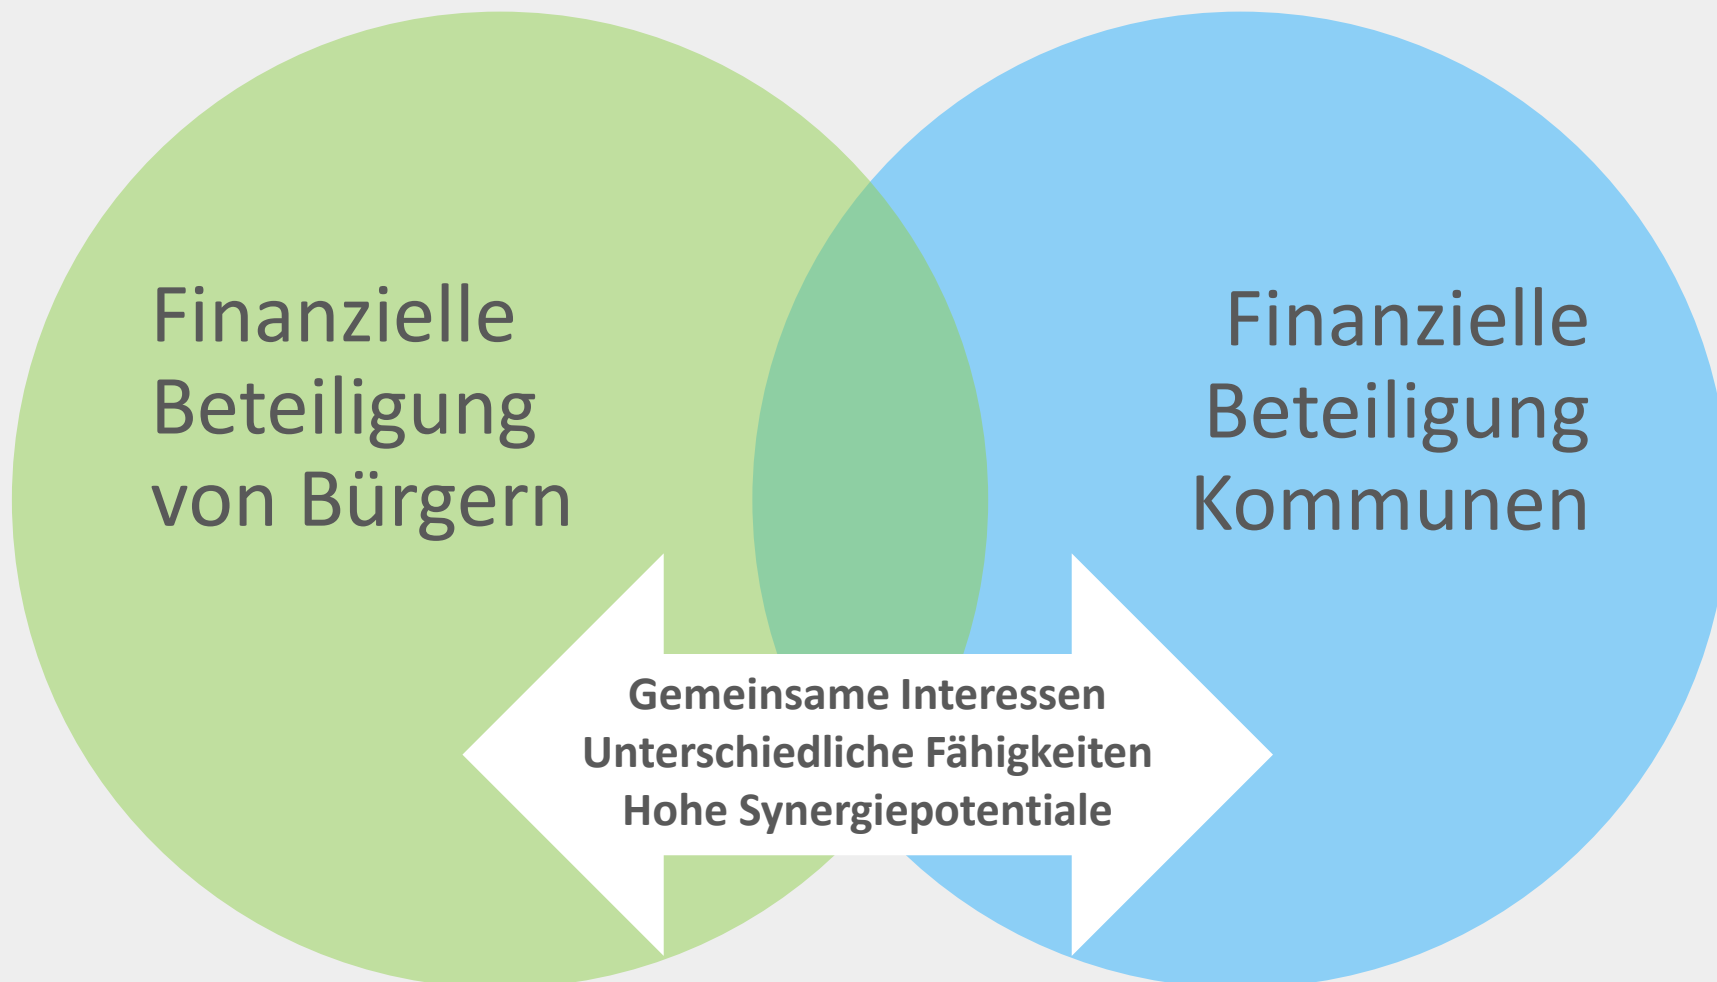 Finanzielle
Beteiligung
von Bürgern
Finanzielle
Beteiligung
Kommunen
Gemeinsame Interessen
Unterschiedliche Fähigkeiten
Hohe Synergiepotentiale